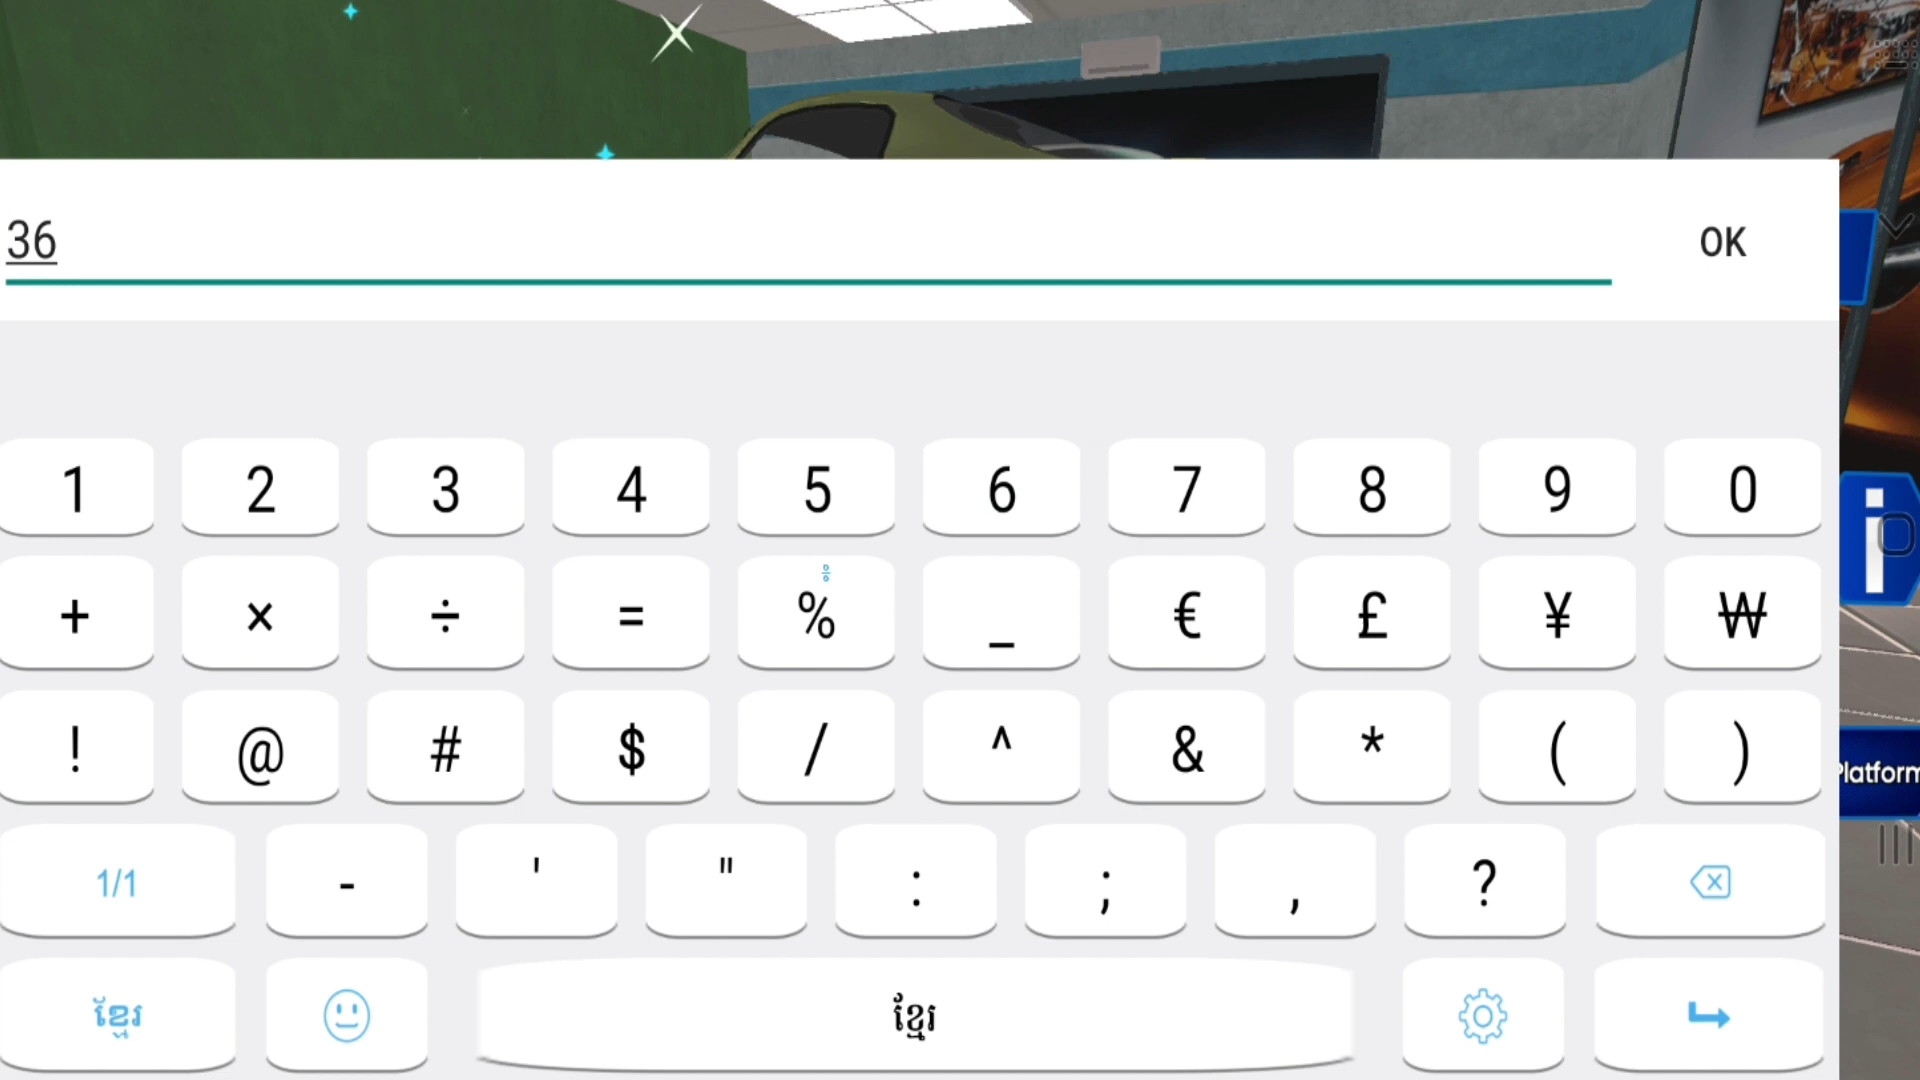 36
OK
1 2 3 4 5 6 7 8 9 0
+ × ÷ = % _ € £ ¥ ₩
! @ # $ / ^ & * ( )
1/1 - ' " : ; , ?
ខ្មែរ ខ្មែរ
i
Platform